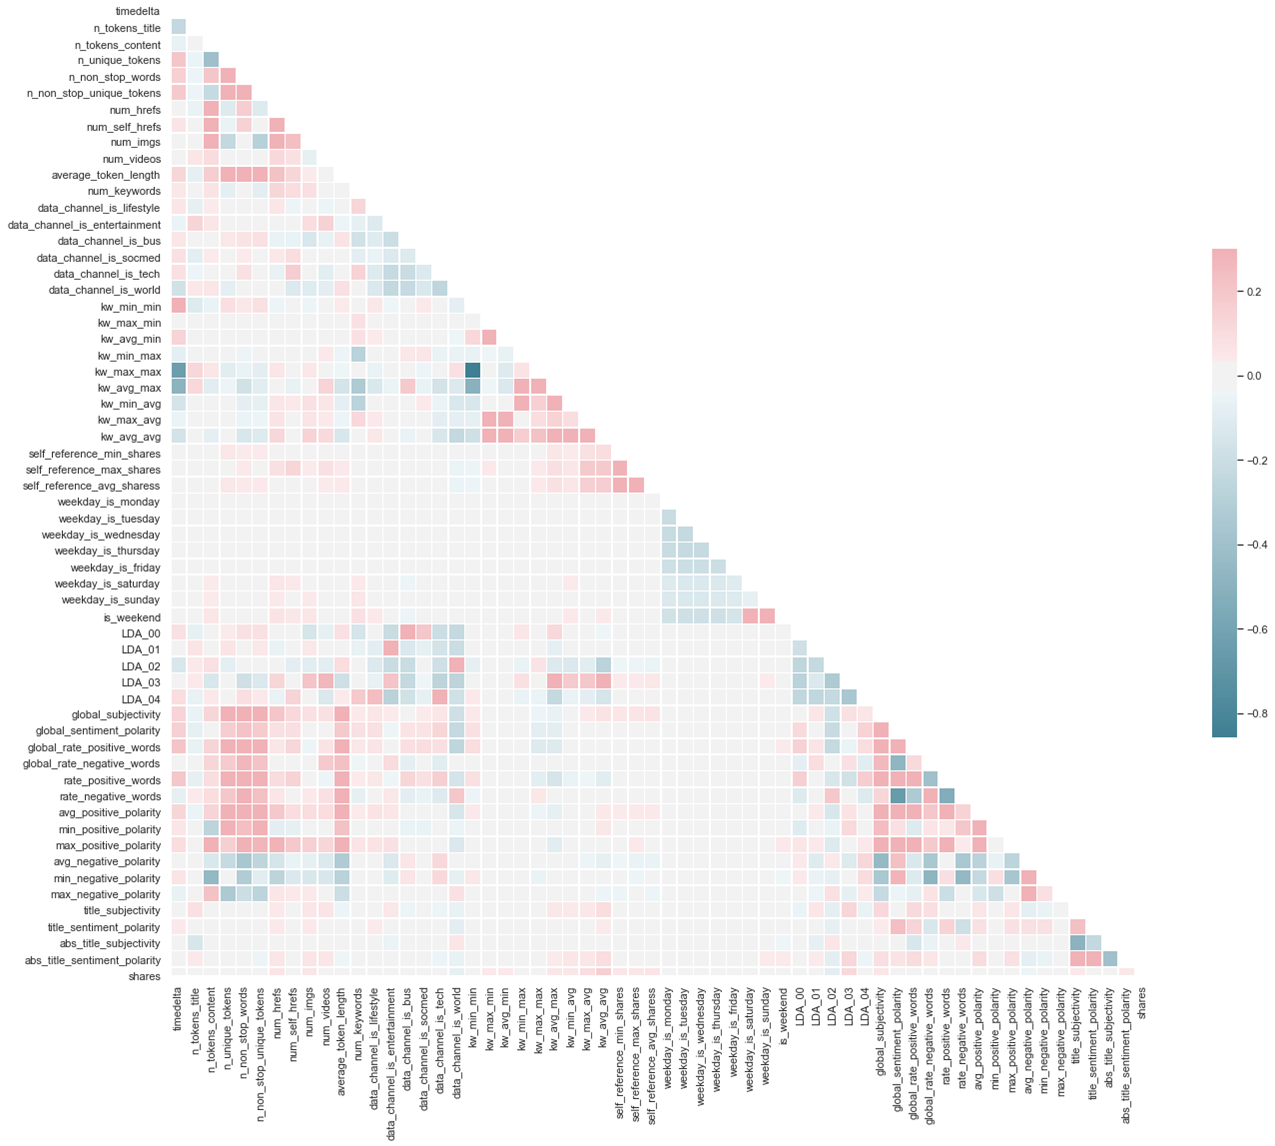 timedelta
n_tokens_title
n_tokens_content
n_unique_tokens
n_non_stop_words
n_non_stop_unique_tokens
num_hrefs
num_self_hrefs
num_imgs
num_videos
average_token_length
num_keywords
data_channel_is_lifestyle
data_channel_is_entertainment
data_channel_is_bus
data_channel_is_socmed
data_channel_is_tech
data_channel_is_world
kw_min_min
kw_max_min
kw_avg_min
kw_min_max
kw_max_max
kw_avg_max
kw_min_avg
kw_max_avg
kw_avg_avg
self_reference_min_shares
self_reference_max_shares
self_reference_avg_sharess
weekday_is_monday
weekday_is_tuesday
weekday_is_wednesday
weekday_is_thursday
weekday_is_friday
weekday_is_saturday
weekday_is_sunday
is_weekend
LDA_00
LDA_01
LDA_02
LDA_03
LDA_04
global_subjectivity
global_sentiment_polarity
global_rate_positive_words
global_rate_negative_words
rate_positive_words
rate_negative_words
avg_positive_polarity
min_positive_polarity
max_positive_polarity
avg_negative_polarity
min_negative_polarity
max_negative_polarity
title_subjectivity
title_sentiment_polarity
abs_title_subjectivity
abs_title_sentiment_polarity
shares
timedelta
n_tokens_title
n_tokens_content
n_unique_tokens
n_non_stop_words
n_non_stop_unique_tokens
num_hrefs
num_self_hrefs
num_imgs
num_videos
average_token_length
num_keywords
data_channel_is_lifestyle
data_channel_is_entertainment
data_channel_is_bus
data_channel_is_socmed
data_channel_is_tech
data_channel_is_world
kw_min_min
kw_max_min
kw_avg_min
kw_min_max
kw_max_max
kw_avg_max
kw_min_avg
kw_max_avg
kw_avg_avg
self_reference_min_shares
self_reference_max_shares
self_reference_avg_sharess
weekday_is_monday
weekday_is_tuesday
weekday_is_wednesday
weekday_is_thursday
weekday_is_friday
weekday_is_saturday
weekday_is_sunday
is_weekend
LDA_00
LDA_01
LDA_02
LDA_03
LDA_04
global_subjectivity
global_sentiment_polarity
global_rate_positive_words
global_rate_negative_words
rate_positive_words
rate_negative_words
avg_positive_polarity
min_positive_polarity
max_positive_polarity
avg_negative_polarity
min_negative_polarity
max_negative_polarity
title_subjectivity
title_sentiment_polarity
abs_title_subjectivity
abs_title_sentiment_polarity
shares
0.2
0.0
−0.2
−0.4
−0.6
−0.8